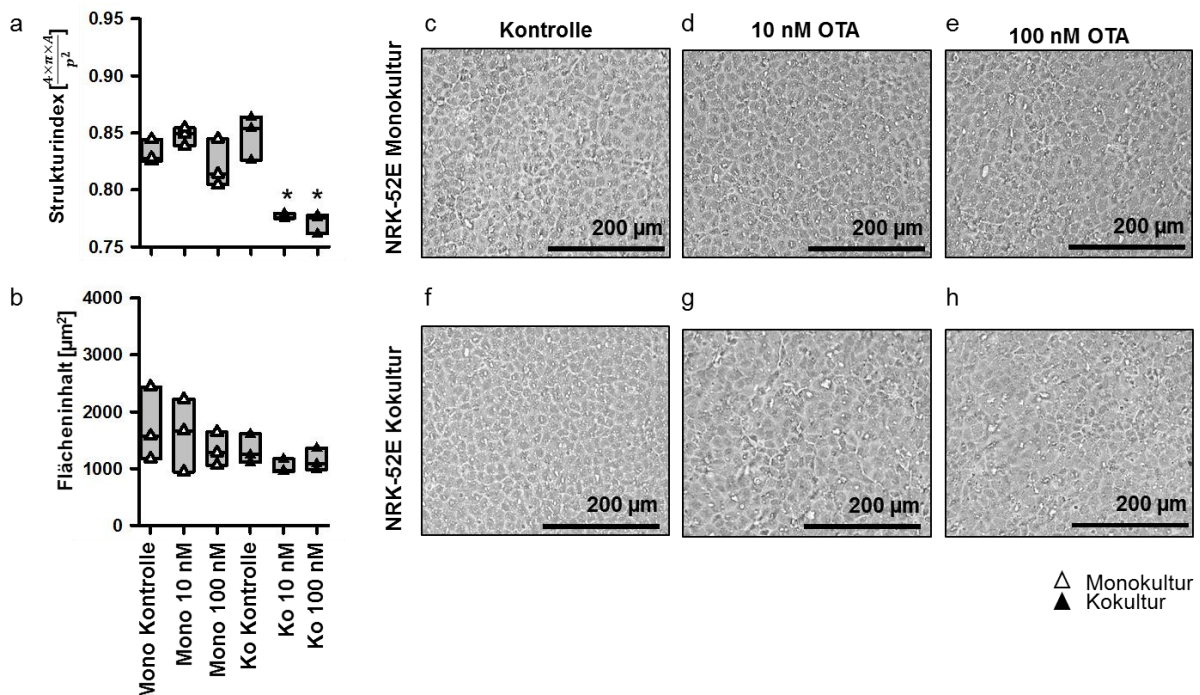 a
Strukturindex [4×π×A / p²]
0.95
0.90
0.85
0.80
0.75
* *
b
Flächeninhalt [µm²]
4000
3000
2000
1000
0
Mono Kontrolle
Mono 10 nM
Mono 100 nM
Ko Kontrolle
Ko 10 nM
Ko 100 nM
c
Kontrolle
d
10 nM OTA
e
100 nM OTA
NRK-52E Monokultur
200 µm
200 µm
200 µm
f
g
h
NRK-52E Kokultur
200 µm
200 µm
200 µm
Monokultur
Kokultur